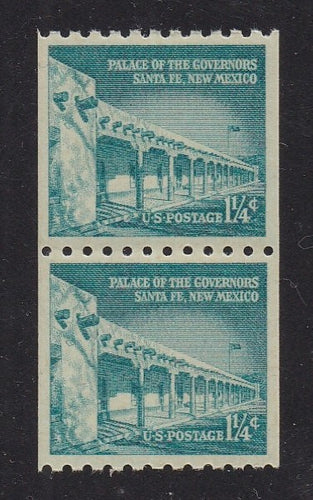 PALACE OF THE GOVERNORS
SANTA FE, NEW MEXICO
U·S·POSTAGE 1¼¢
PALACE OF THE GOVERNORS
SANTA FE, NEW MEXICO
U·S·POSTAGE 1¼¢